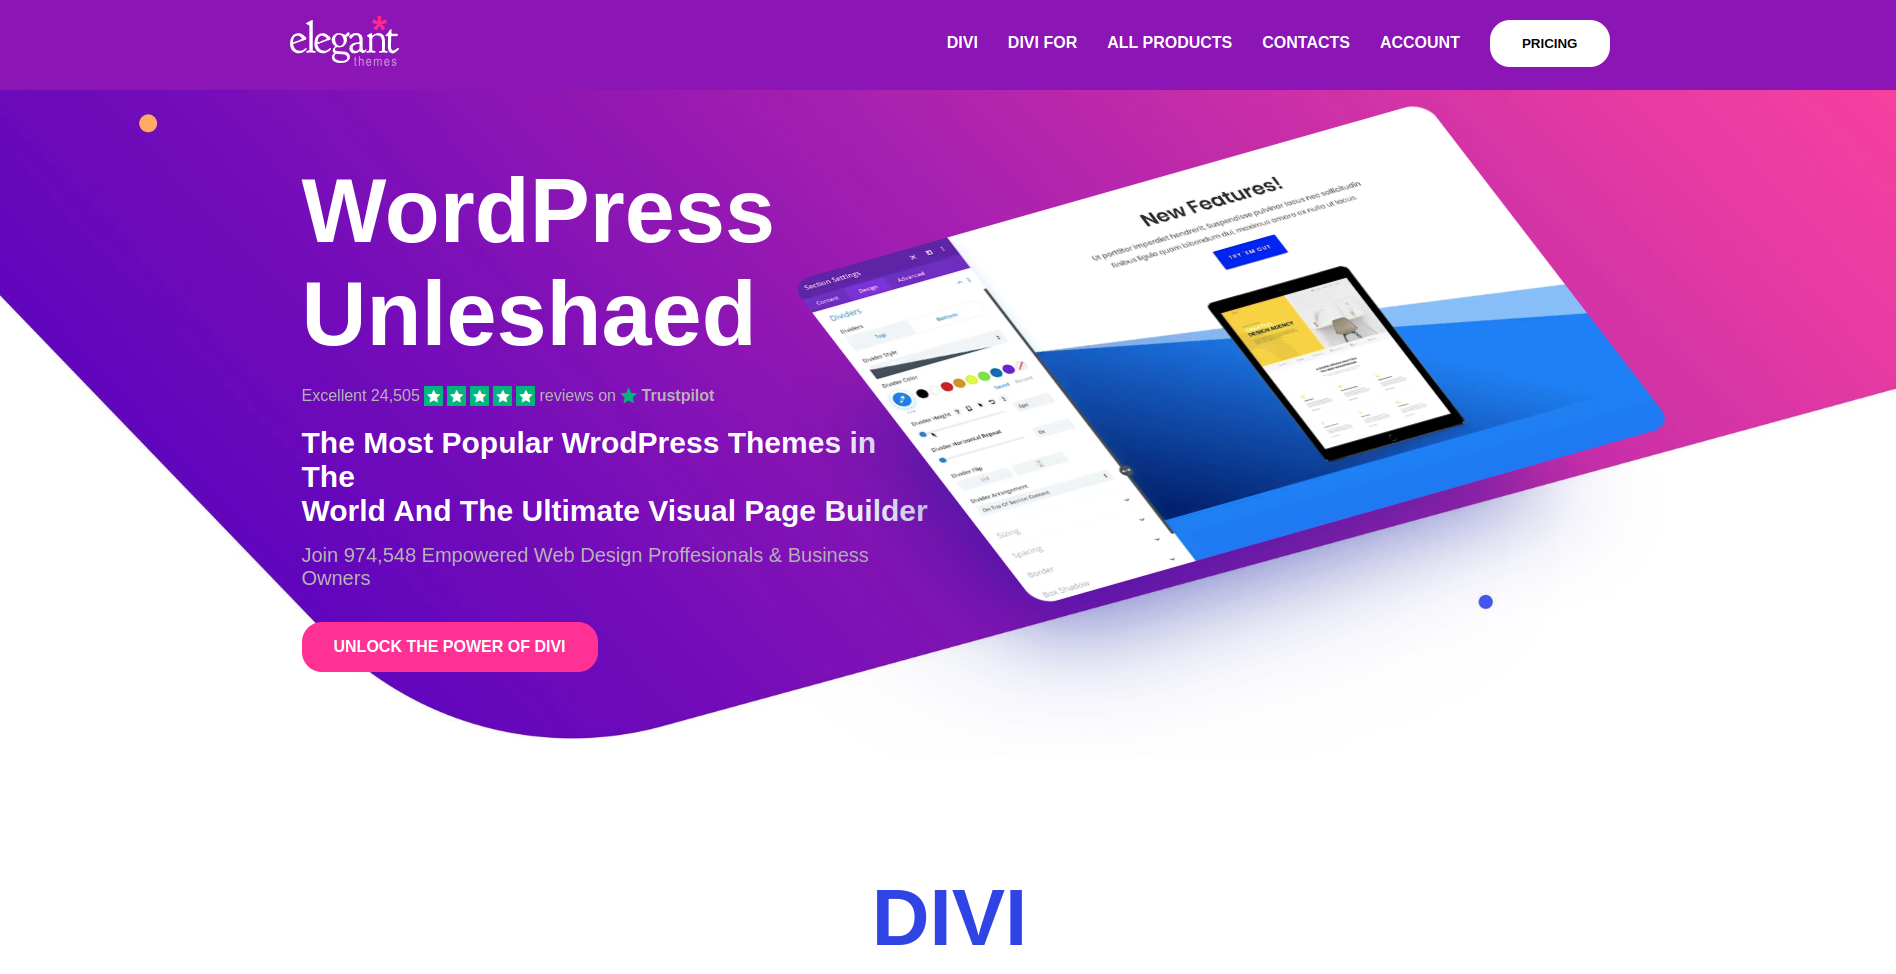 elegant
themes
DIVI
DIVI FOR
ALL PRODUCTS
CONTACTS
ACCOUNT
PRICING
WordPress
Unleshaed
Excellent 24,505 reviews on Trustpilot
The Most Popular WrodPress Themes in
The
World And The Ultimate Visual Page Builder
Join 974,548 Empowered Web Design Proffesionals & Business
Owners
UNLOCK THE POWER OF DIVI
New Features!
Ut porttitor imperdiet hendrerit. Suspendisse pulvinar lacus nec sollicitudin
finibus ligula quam bibendum dui, maximus ornare ex nulla ut lacus.
TRY 'EM OUT
DESIGN AGENCY
Section Settings
Content
Design
Advanced
Dividers
Dividers
Top
Bottom
Divider Style
Divider Color
Saved
Recent
Divider Height
0px
Divider Horizontal Repeat
0x
Divider Flip
Divider Arrangement
On Top Of Section Content
Sizing
Spacing
Border
Box Shadow
DIVI